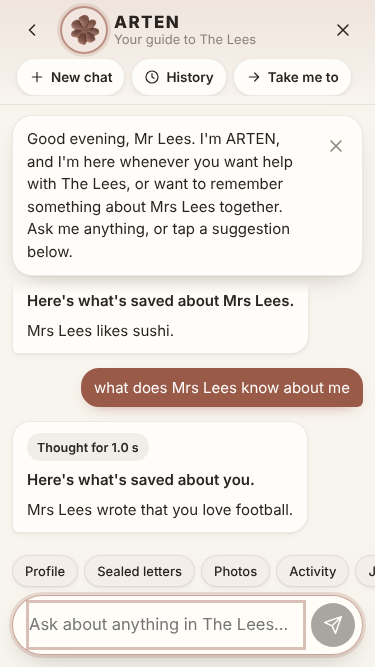 ARTEN
Your guide to The Lees
New chat
History
Take me to
Good evening, Mr Lees. I'm ARTEN,
and I'm here whenever you want help
with The Lees, or want to remember
something about Mrs Lees together.
Ask me anything, or tap a suggestion
below.
Here's what's saved about Mrs Lees.
Mrs Lees likes sushi.
what does Mrs Lees know about me
Thought for 1.0 s
Here's what's saved about you.
Mrs Lees wrote that you love football.
Profile
Sealed letters
Photos
Activity
J
Ask about anything in The Lees...